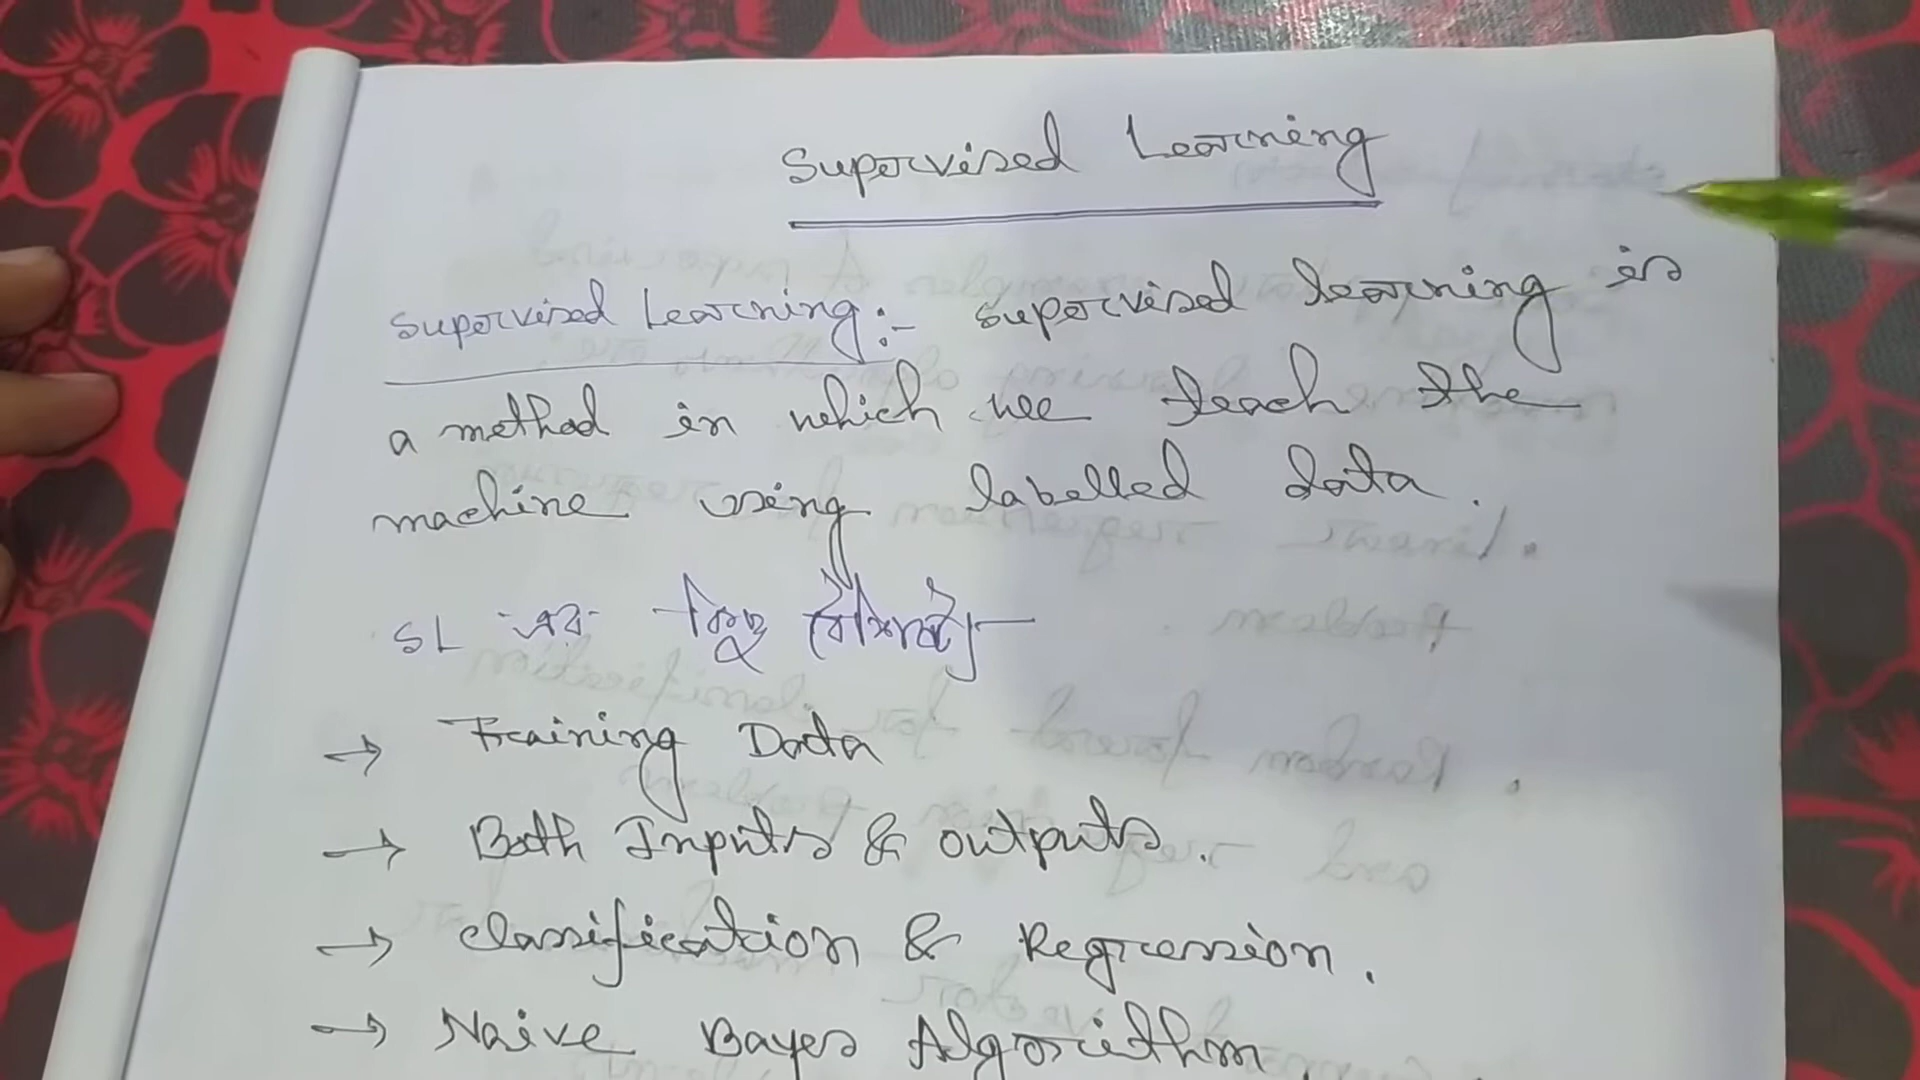 Supervised Learning
Supervised Learning:- Supervised learning is
a method in which we teach the
machine using labelled data.
SL এর কিছু বৈশিষ্ট্য
→ Training Data
→ Both Inputs & outputs.
→ Classification & Regression.
→ Naive Bayes Algorithm.